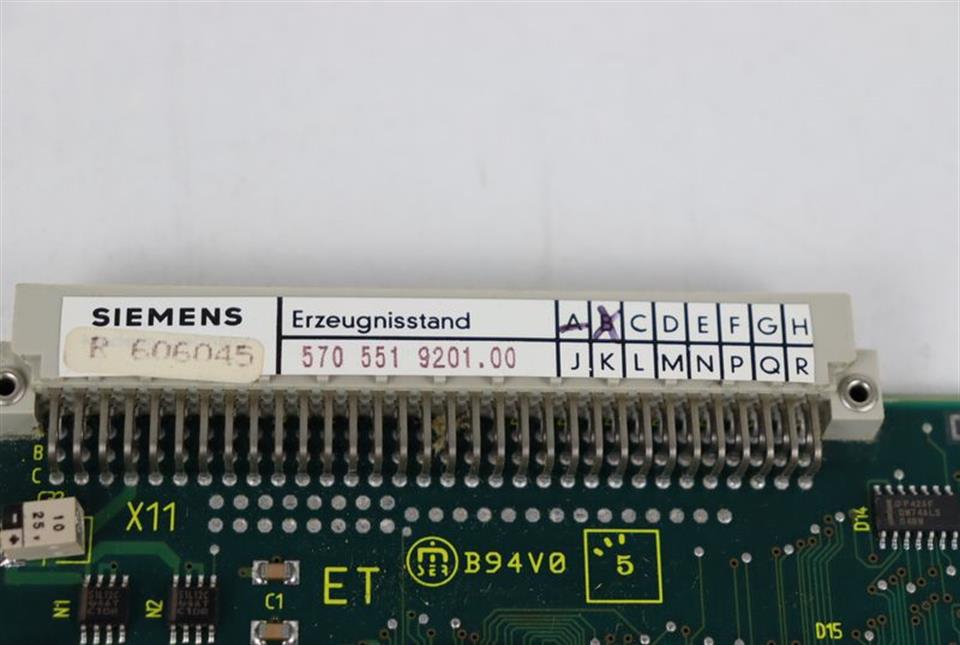 SIEMENS
R 606045
Erzeugnisstand
570 551 9201.00
A B C D E F G H
J K L M N P Q R
B
C
X11
10
25 v
+
N1
N2
C1
ET
B94V0
5
D14
D15